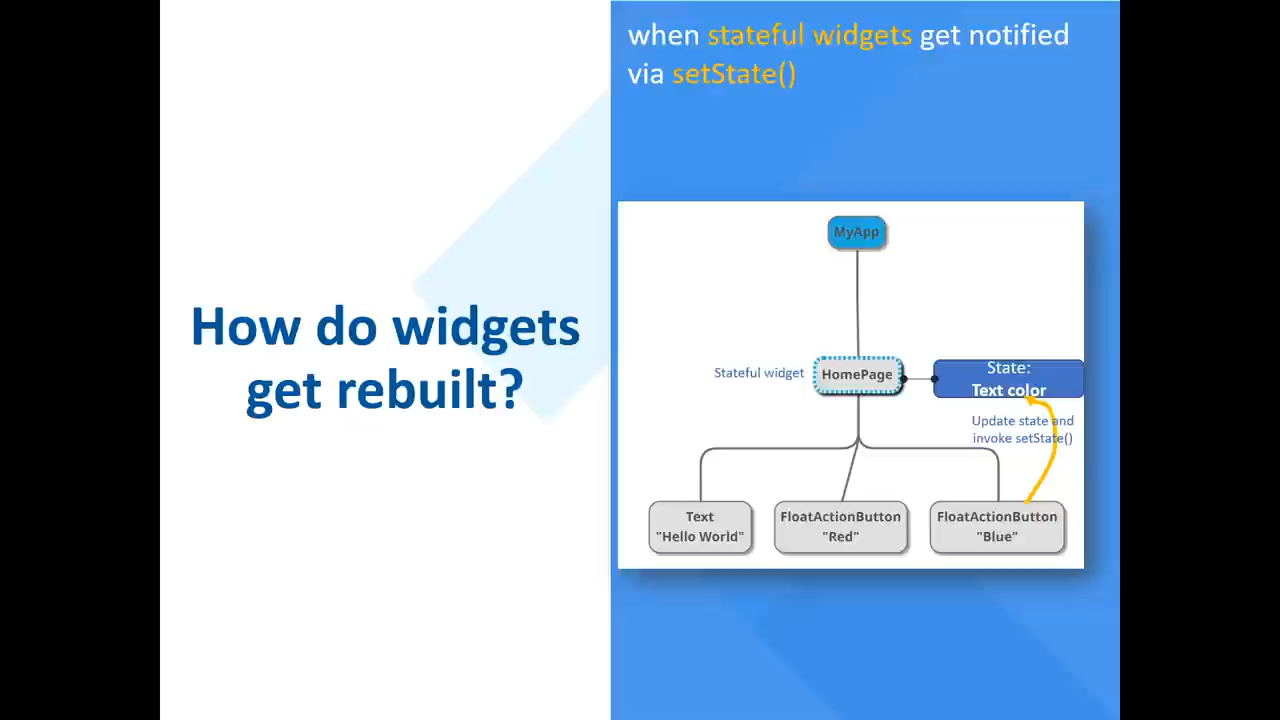 How do widgets
get rebuilt?
when stateful widgets get notified
via setState()
MyApp
Stateful widget
HomePage
State:
Text color
Update state and
invoke setState()
Text
"Hello World"
FloatActionButton
"Red"
FloatActionButton
"Blue"